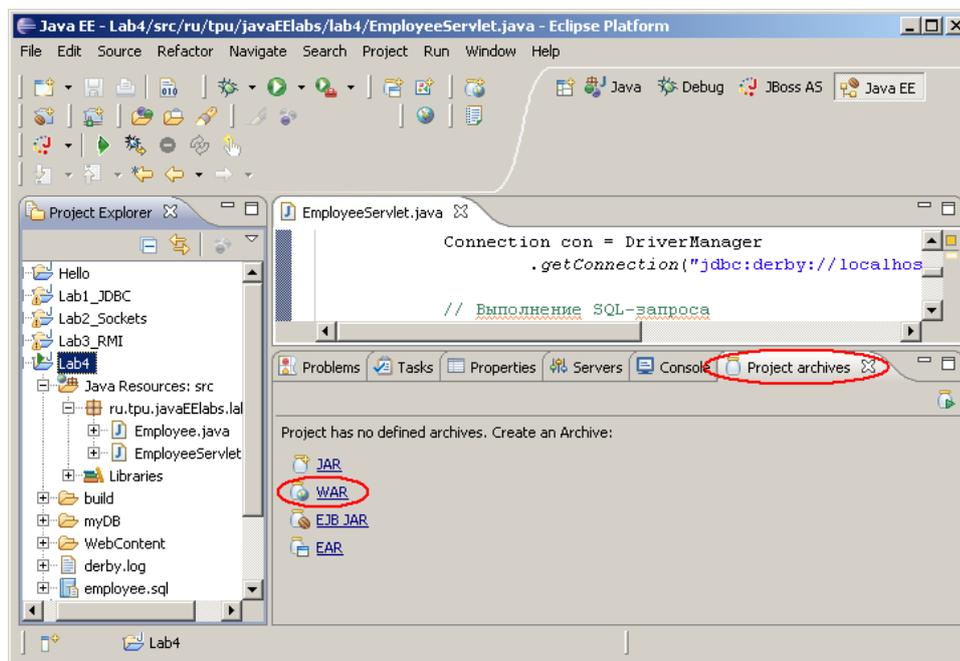 Java EE - Lab4/src/ru/tpu/javaEElabs/lab4/EmployeeServlet.java - Eclipse Platform
File Edit Source Refactor Navigate Search Project Run Window Help
Java Debug JBoss AS Java EE
Project Explorer
EmployeeServlet.java
Connection con = DriverManager
.getConnection("jdbc:derby://localhos
// Выполнение SQL-запроса
Hello
Lab1_JDBC
Lab2_Sockets
Lab3_RMI
Lab4
Java Resources: src
ru.tpu.javaEElabs.lal
Employee.java
EmployeeServlet
Libraries
build
myDB
WebContent
derby.log
employee.sql
Problems Tasks Properties Servers Console Project archives
Project has no defined archives. Create an Archive:
JAR
WAR
EJB JAR
EAR
Lab4